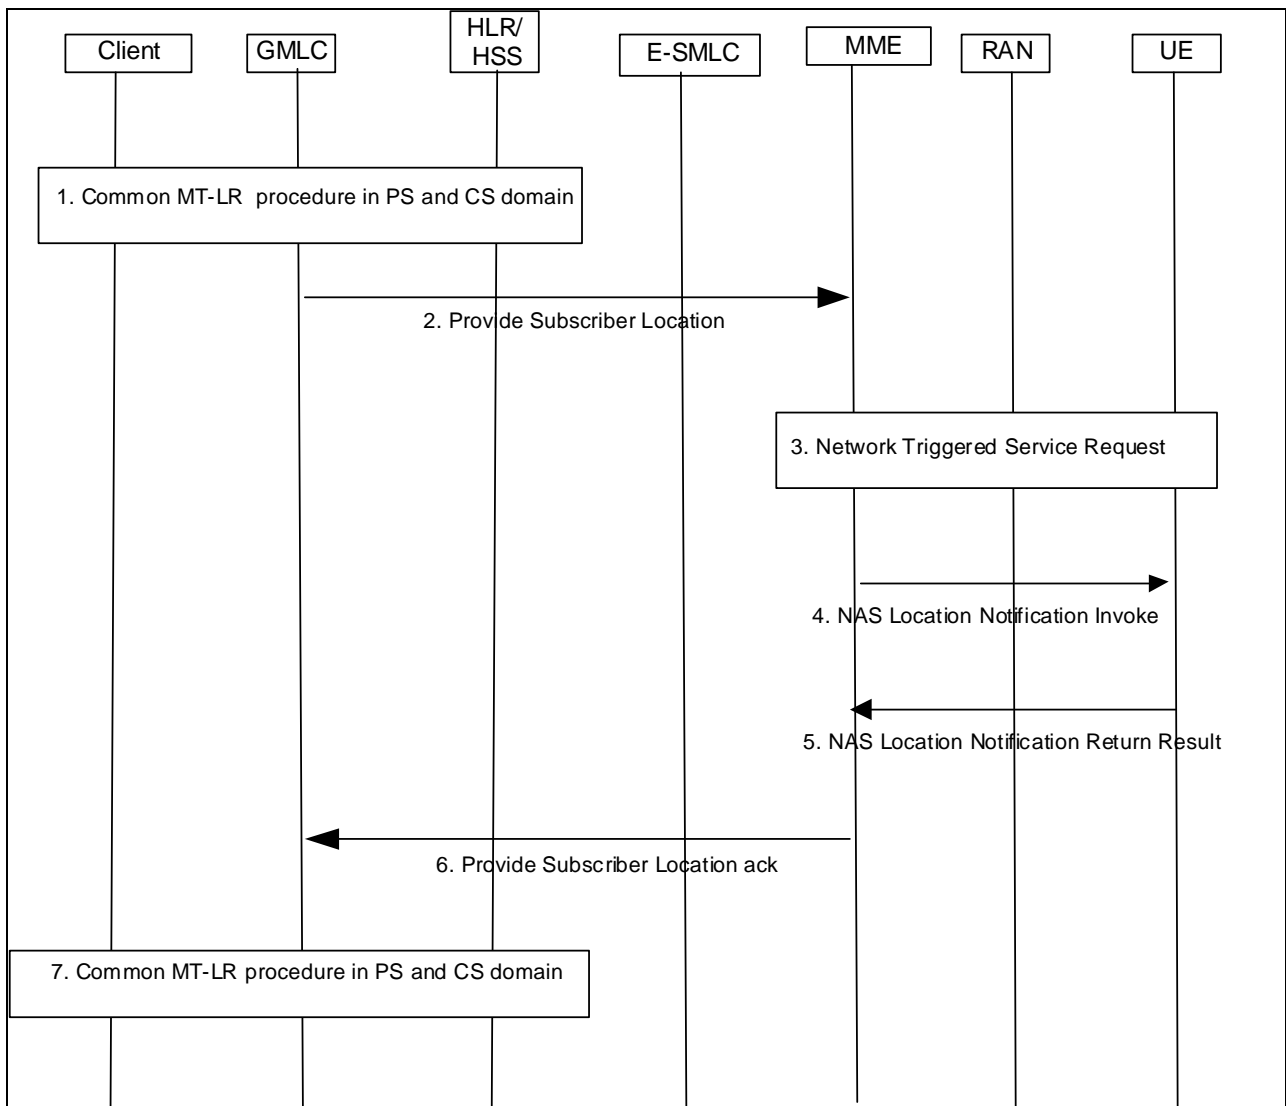 Client
GMLC
HLR/
HSS
E-SMLC
MME
RAN
UE
1. Common MT-LR procedure in PS and CS domain
2. Provide Subscriber Location
3. Network Triggered Service Request
4. NAS Location Notification Invoke
5. NAS Location Notification Return Result
6. Provide Subscriber Location ack
7. Common MT-LR procedure in PS and CS domain